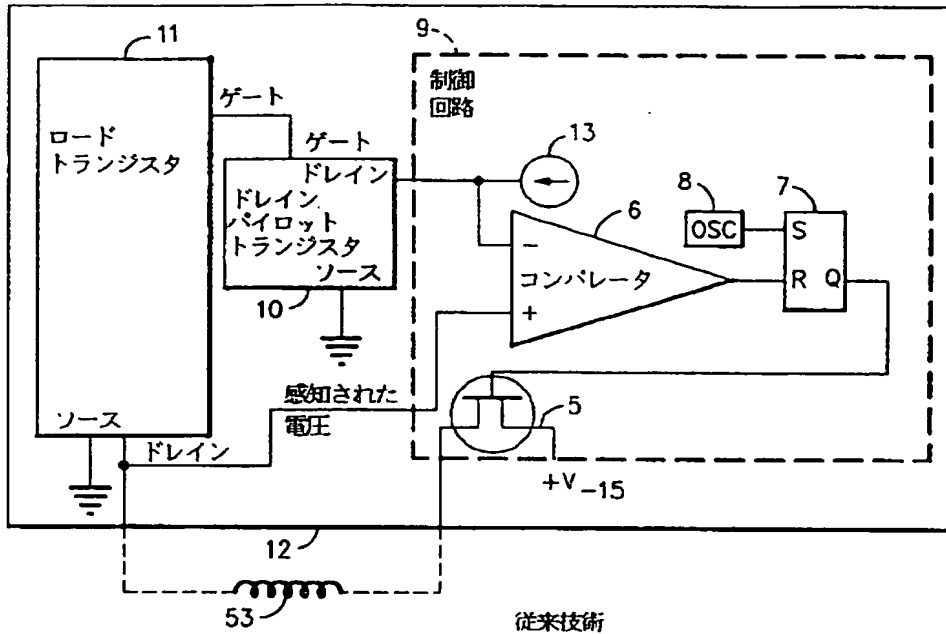 11
9
制御
回路
ゲート
ゲート
13
ロード
トランジスタ
ドレイン
ドレイン
パイロット
トランジスタ
ソース
8
OSC
7
S
R Q
6
-
コンパレータ
+
10
感知された
電圧
5
ソース
ドレイン
+V-15
12
53
従来技術